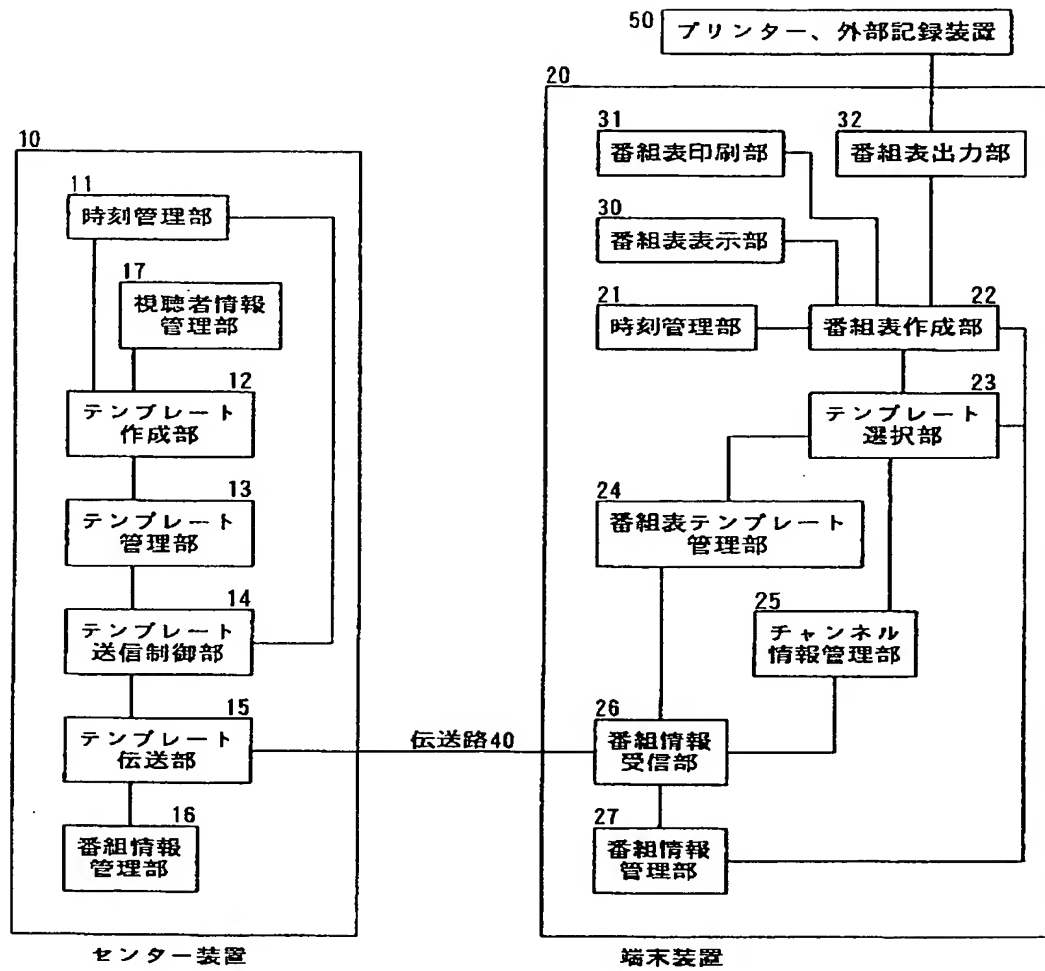 50
プリンター、外部記録装置
20
31
番組表印刷部
32
番組表出力部
30
番組表表示部
21
時刻管理部
22
番組表作成部
23
テンプレート
選択部
24
番組表テンプレート
管理部
25
チャンネル
情報管理部
26
番組情報
受信部
27
番組情報
管理部
端末装置
伝送路40
10
11
時刻管理部
17
視聴者情報
管理部
12
テンプレート
作成部
13
テンプレート
管理部
14
テンプレート
送信制御部
15
テンプレート
伝送部
16
番組情報
管理部
センター装置